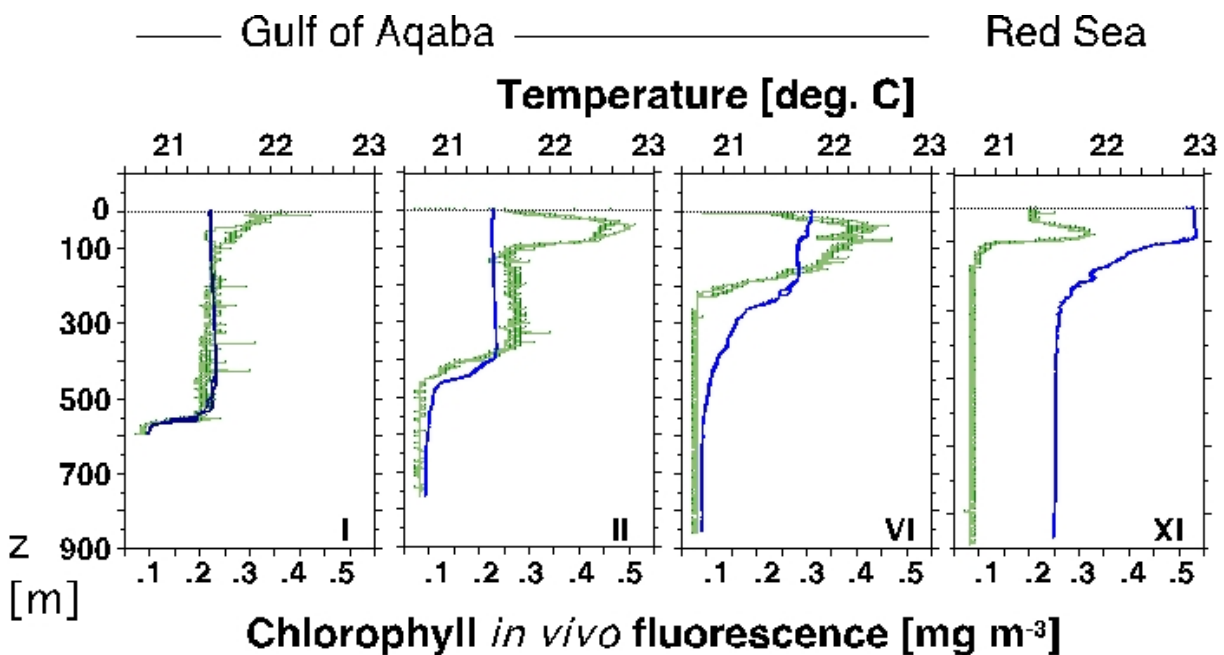 Gulf of Aqaba Red Sea
Temperature [deg. C]
21 22 23 21 22 23 21 22 23 21 22 23
0
100
300
500
700
900
I II VI XI
z
[m]
.1 .2 .3 .4 .5 .1 .2 .3 .4 .5 .1 .2 .3 .4 .5 .1 .2 .3 .4 .5
Chlorophyll in vivo fluorescence [mg m-3]